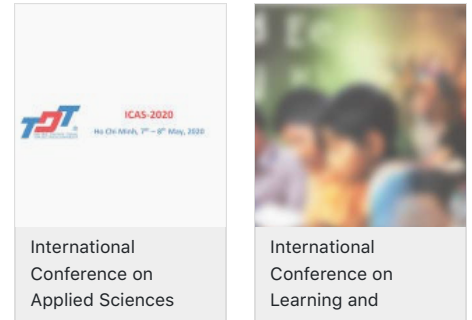 ICAS-2020
Ho Chi Minh, 7th – 8th May, 2020
TDT
International
Conference on
Applied Sciences
International
Conference on
Learning and